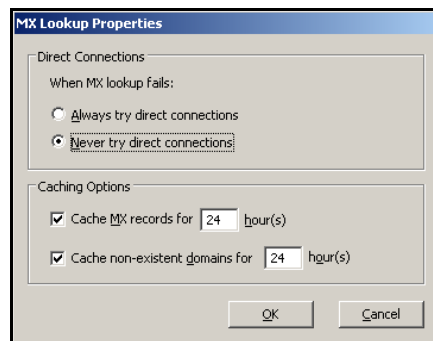 MX Lookup Properties
Direct Connections
When MX lookup fails:
Always try direct connections
Never try direct connections
Caching Options
Cache MX records for 24 hour(s)
Cache non-existent domains for 24 hour(s)
OK Cancel